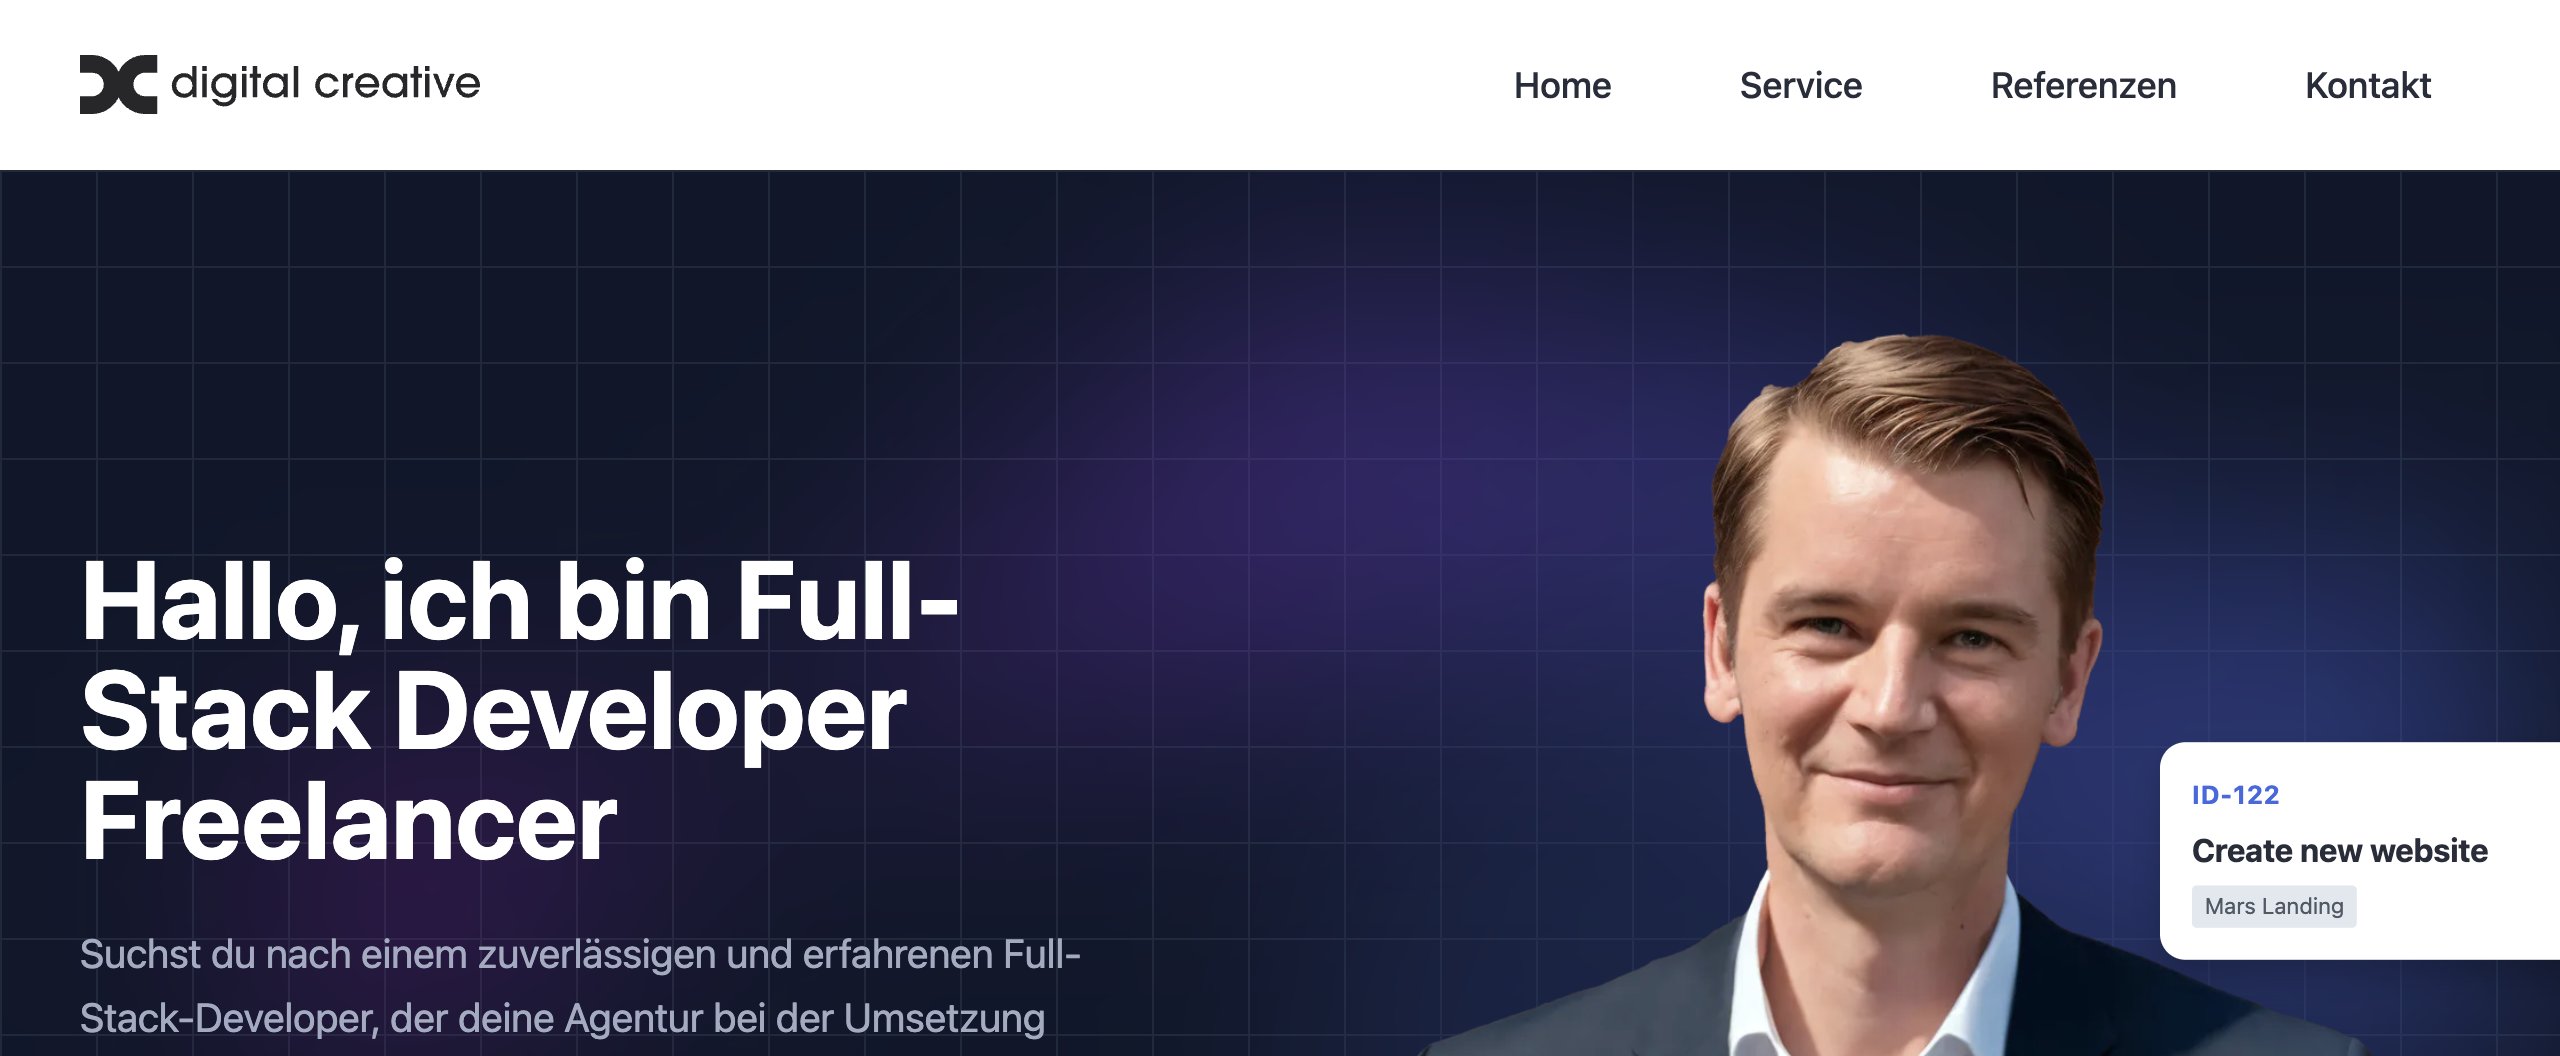 digital creative
Home Service Referenzen Kontakt
Hallo, ich bin Full-
Stack Developer
Freelancer
Suchst du nach einem zuverlässigen und erfahrenen Full-
Stack-Developer, der deine Agentur bei der Umsetzung
ID-122
Create new website
Mars Landing